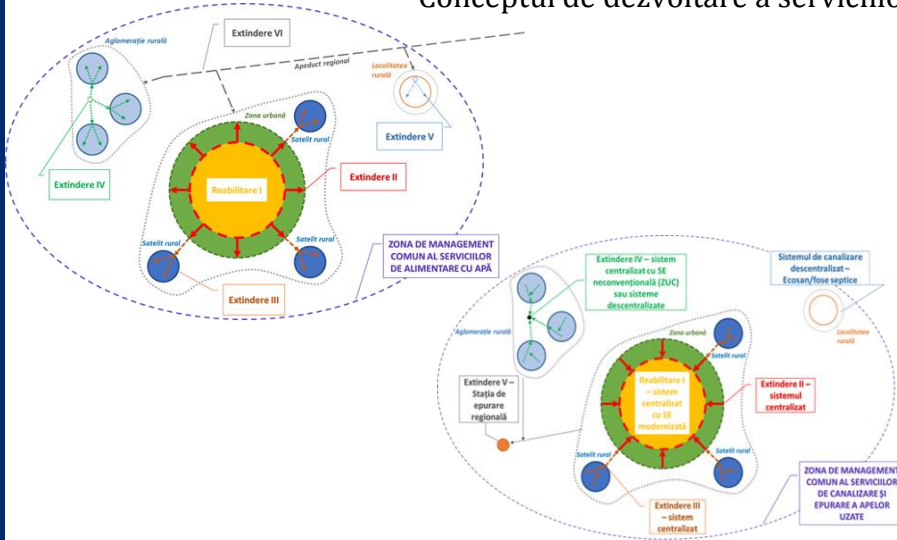 Conceptul de dezvoltare a
Extindere VI
Aglomerație rurală
Apeduct regional
Localitatea
rurală
Zona urbană
Satelit rural
Extindere V
Extindere IV
Reabilitare I
Extindere II
Satelit rural
Satelit rural
Extindere III
ZONA DE MANAGEMENT
COMUN AL SERVICIILOR
DE ALIMENTARE CU APĂ
Extindere IV – sistem
centralizat cu SE
neconvențională (ZUC)
sau sisteme
descentralizate
Sistemul de canalizare
descentralizat –
Ecosan/fose septice
Aglomerație rurală
Zona urbană
Localitatea
rurală
Satelit rural
Extindere V –
Stația de
epurare
regională
Reabilitare I
– sistem
centralizat
cu SE
modernizată
Extindere II –
sistemul
centralizat
Satelit rural
Satelit rural
Extindere III
– sistem
centralizat
ZONA DE MANAGEMENT
COMUN AL SERVICIILOR
DE CANALIZARE ȘI
EPURARE A APELOR
UZATE